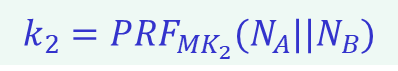 k₂ = PRF_{MK₂}(N_A||N_B)